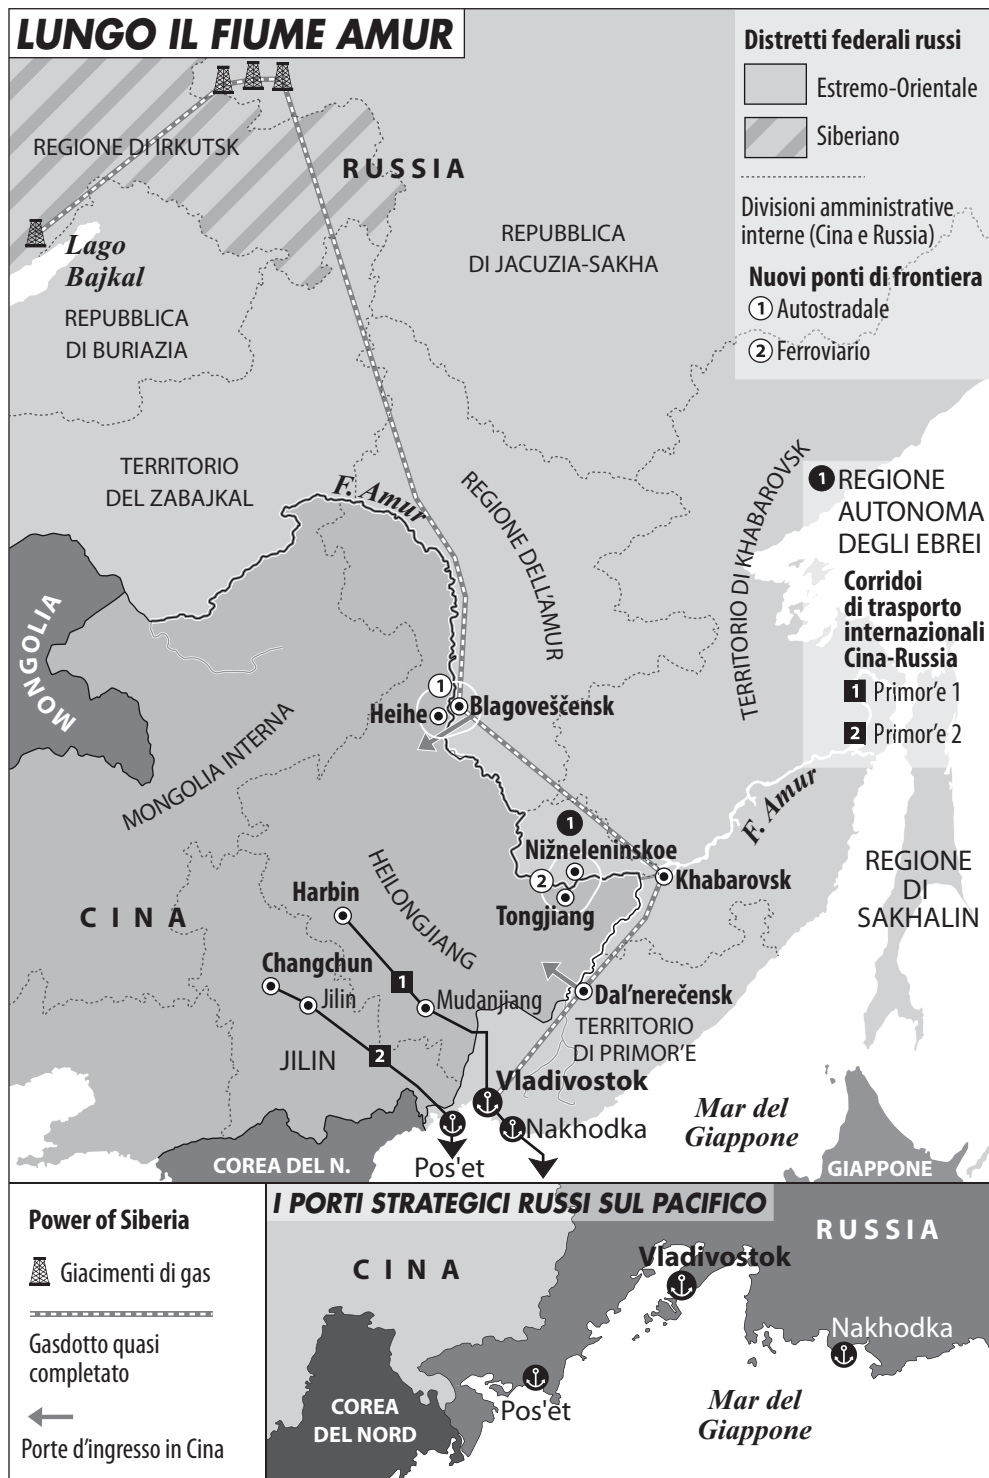 LUNGO IL FIUME AMUR
Distretti federali russi
Estremo-Orientale
Siberiano
Divisioni amministrative
interne (Cina e Russia)
Nuovi ponti di frontiera
1 Autostradale
2 Ferroviario
REGIONE DI IRKUTSK
RUSSIA
Lago
Bajkal
REPUBBLICA
DI JACUZIA-SAKHA
REPUBBLICA
DI BURIAZIA
TERRITORIO
DEL ZABAJKAL
F. Amur
REGIONE DELL'AMUR
TERRITORIO DI KHABAROVSK
1 REGIONE
AUTONOMA
DEGLI EBREI
Corridoi
di trasporto
internazionali
Cina-Russia
1 Primor'e 1
2 Primor'e 2
MONGOLIA
1
Heihe
Blagoveščensk
MONGOLIA INTERNA
F. Amur
1
Nižneleninskoe
2
Tongjiang
Khabarovsk
REGIONE
DI
SAKHALIN
HEILONGJIANG
Harbin
CINA
Changchun
Jilin
1
Mudanjiang
Dal'nerečensk
TERRITORIO
DI PRIMOR'E
JILIN
2
Vladivostok
Nakhodka
Pos'et
Mar del
Giappone
COREA DEL N.
GIAPPONE
Power of Siberia
Giacimenti di gas
Gasdotto quasi
completato
Porte d'ingresso in Cina
I PORTI STRATEGICI RUSSI SUL PACIFICO
CINA
RUSSIA
Vladivostok
Nakhodka
Pos'et
COREA
DEL NORD
Mar del
Giappone